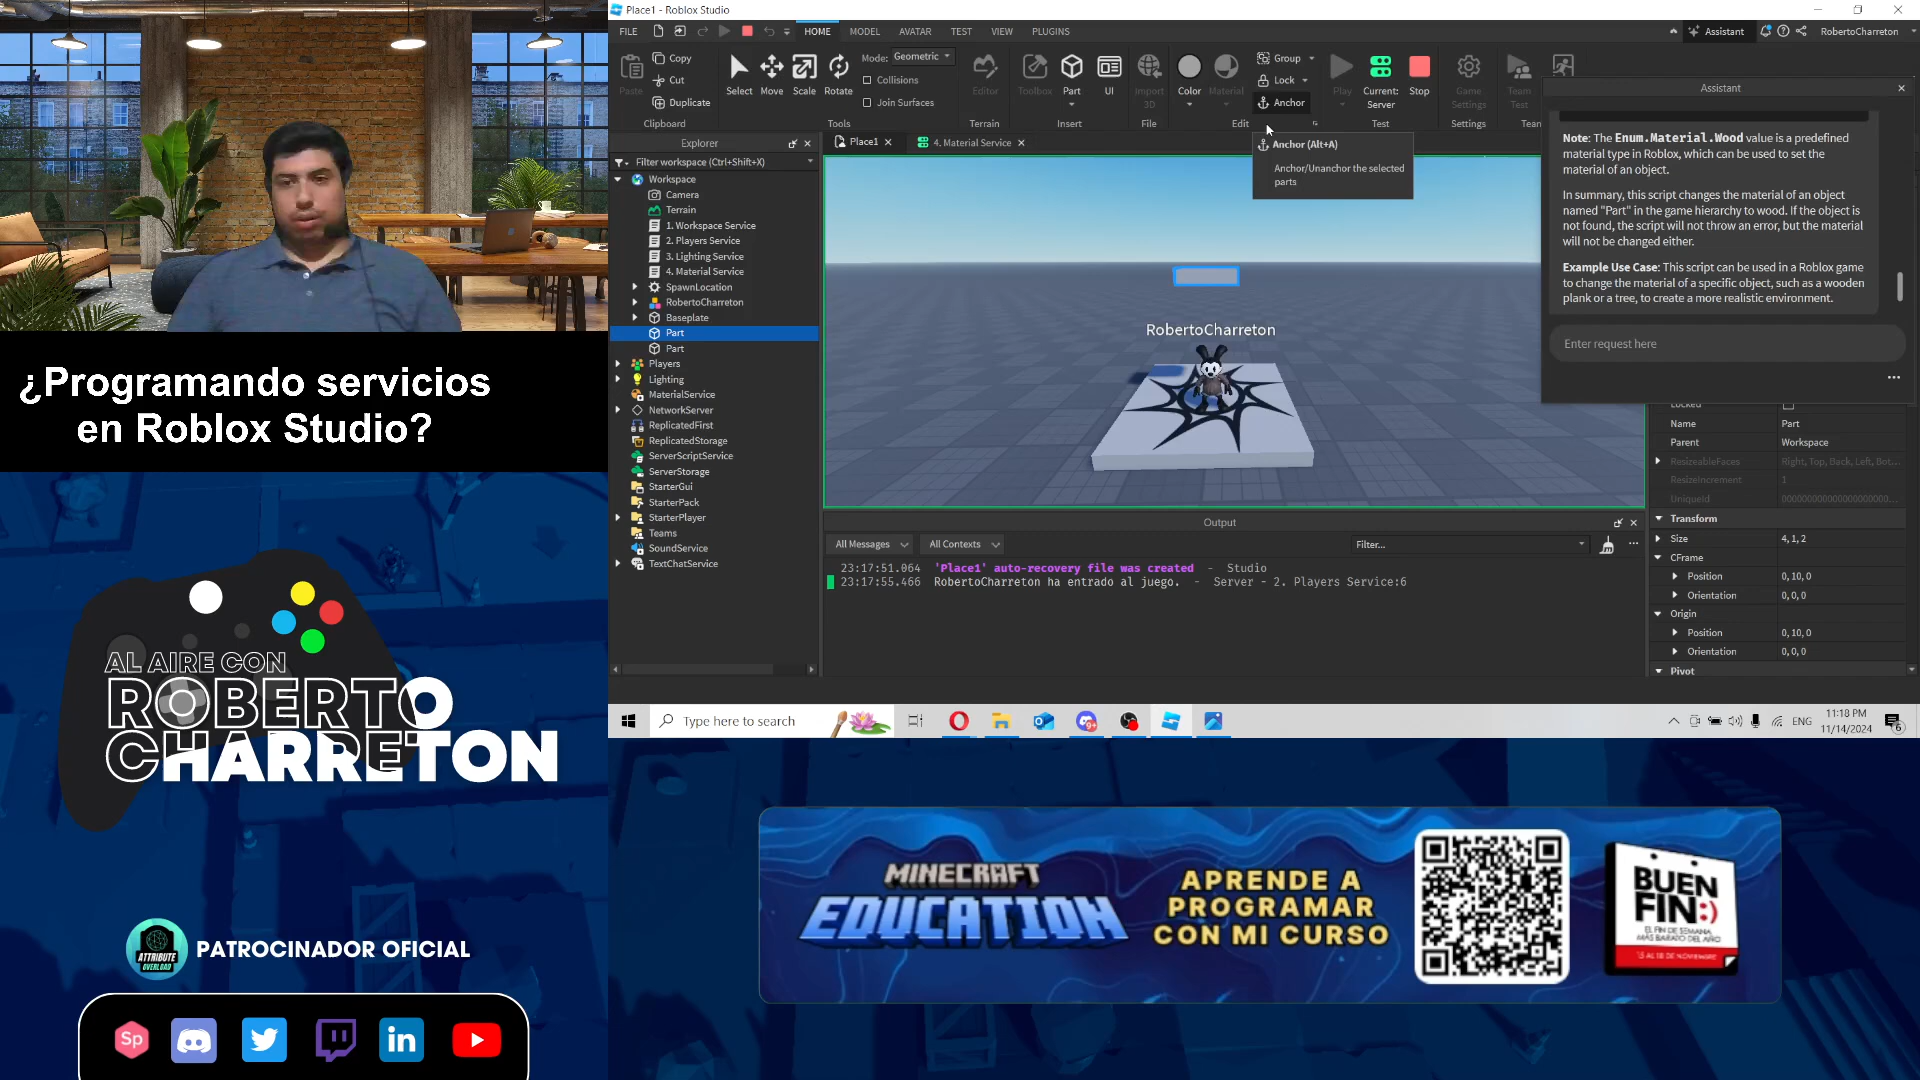 ¿Programando servicios
en Roblox Studio?
AL AIRE CON
ROBERTO
CHARRETON
ATTRIBUTE
OVERLOAD
PATROCINADOR OFICIAL
Sp
in
Place1 - Roblox Studio
FILE
HOME
MODEL
AVATAR
TEST
VIEW
PLUGINS
Assistant
RobertoCharreton
Paste
Copy
Cut
Duplicate
Clipboard
Select
Move
Scale
Rotate
Mode: Geometric
Collisions
Join Surfaces
Tools
Editor
Terrain
Toolbox
Part
UI
Insert
Import
3D
File
Color
Material
Group
Lock
Anchor
Edit
Play
Current:
Server
Stop
Test
Game
Settings
Settings
Team
Test
Team
Anchor (Alt+A)
Anchor/Unanchor the selected
parts
Explorer
Filter workspace (Ctrl+Shift+X)
Workspace
Camera
Terrain
1. Workspace Service
2. Players Service
3. Lighting Service
4. Material Service
SpawnLocation
RobertoCharreton
Baseplate
Part
Part
Players
Lighting
MaterialService
NetworkServer
ReplicatedFirst
ReplicatedStorage
ServerScriptService
ServerStorage
StarterGui
StarterPack
StarterPlayer
Teams
SoundService
TextChatService
Place1
4. Material Service
RobertoCharreton
Output
All Messages
All Contexts
Filter...
23:17:51.064 'Place1' auto-recovery file was created - Studio
23:17:55.466 RobertoCharreton ha entrado al juego. - Server - 2. Players Service:6
Assistant
Note: The Enum.Material.Wood value is a predefined
material type in Roblox, which can be used to set the
material of an object.
In summary, this script changes the material of an object
named "Part" in the game hierarchy to wood. If the object is
not found, the script will not throw an error, but the material
will not be changed either.
Example Use Case: This script can be used in a Roblox game
to change the material of a specific object, such as a wooden
plank or a tree, to create a more realistic environment.
Enter request here
Locked
Name Part
Parent Workspace
ResizeableFaces Right, Top, Back, Left, Bot...
ResizeIncrement 1
UniqueId
Transform
Size 4,1,2
CFrame
Position 0, 10, 0
Orientation 0,0,0
Origin
Position 0, 10, 0
Orientation 0,0,0
Pivot
Type here to search
ENG
11:18 PM
11/14/2024
6
MINECRAFT
EDUCATION
APRENDE A
PROGRAMAR
CON MI CURSO
BUEN
FIN:)
EL FIN DE SEMANA
MÁS BARATO DEL AÑO